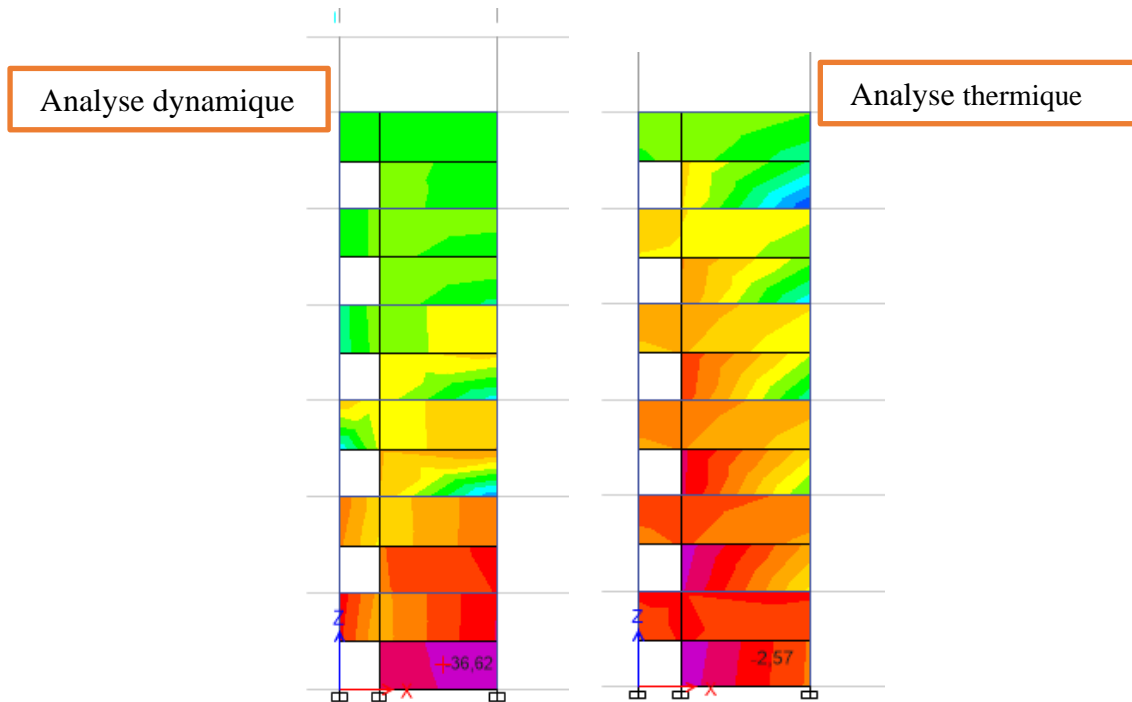 Analyse dynamique
Analyse thermique
Z
X
+36,62
Z
X
-2,57